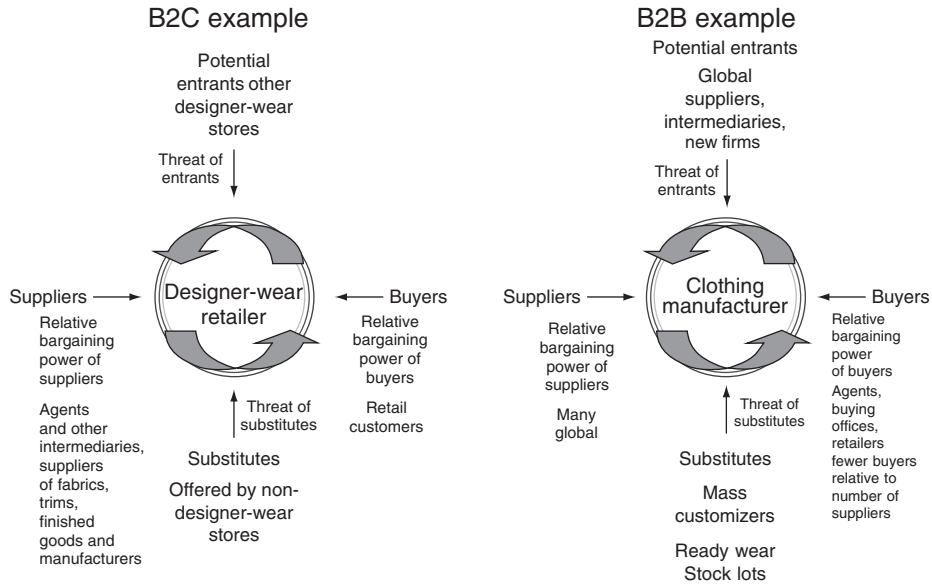 B2C example
Potential
entrants other
designer-wear
stores
Threat of
entrants
Suppliers
Designer-wear
retailer
Buyers
Relative
bargaining
power of
suppliers
Agents
and other
intermediaries,
suppliers
of fabrics,
trims,
finished
goods and
manufacturers
Relative
bargaining
power of
buyers
Retail
customers
Threat of
substitutes
Substitutes
Offered by non-
designer-wear
stores
B2B example
Potential entrants
Global
suppliers,
intermediaries,
new firms
Threat of
entrants
Suppliers
Clothing
manufacturer
Buyers
Relative
bargaining
power of
suppliers
Many
global
Relative
bargaining
power
of buyers
Agents,
buying
offices,
retailers
fewer buyers
relative to
number of
suppliers
Threat of
substitutes
Substitutes
Mass
customizers
Ready wear
Stock lots